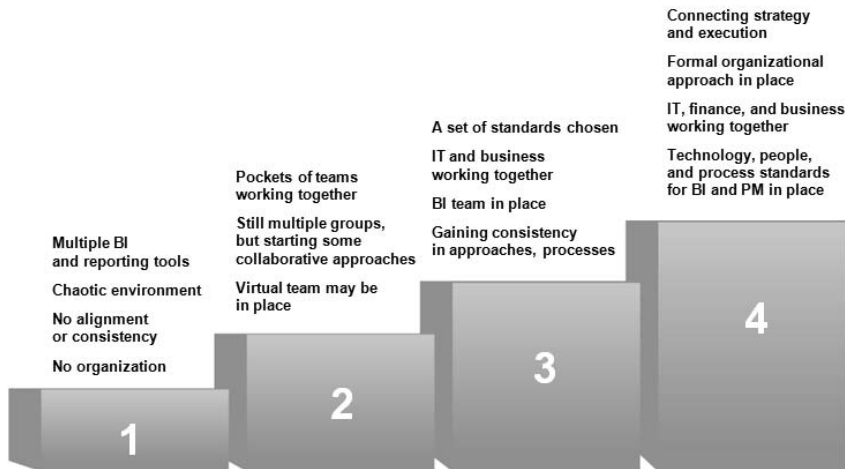 Multiple BI
and reporting tools
Chaotic environment
No alignment
or consistency
No organization
1
Pockets of teams
working together
Still multiple groups,
but starting some
collaborative approaches
Virtual team may be
in place
2
A set of standards chosen
IT and business
working together
BI team in place
Gaining consistency
in approaches, processes
3
Connecting strategy
and execution
Formal organizational
approach in place
IT, finance, and business
working together
Technology, people,
and process standards
for BI and PM in place
4